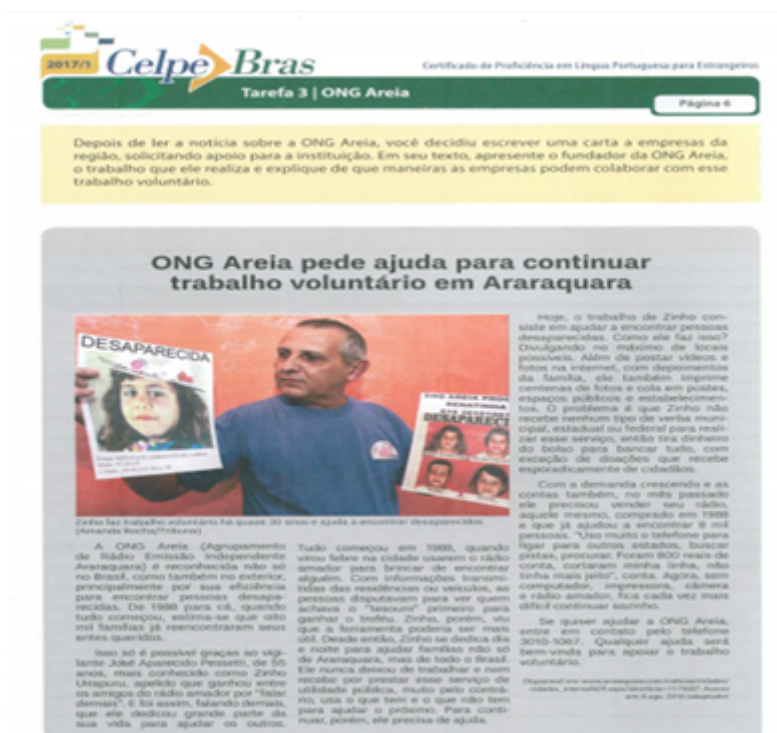 2017/1
Celpe Bras
Certificado de Proficiência em Língua Portuguesa para Estrangeiros
Tarefa 3 | ONG Areia
Página 6
Depois de ler a notícia sobre a ONG Areia, você decidiu escrever uma carta a empresas da
região, solicitando apoio para a instituição. Em seu texto, apresente o fundador da ONG Areia,
o trabalho que ele realiza e explique de que maneiras as empresas podem colaborar com esse
trabalho voluntário.
ONG Areia pede ajuda para continuar
trabalho voluntário em Araraquara
DESAPARECIDA
DESAPARECI
Zinho faz trabalho voluntário há quase 30 anos e ajuda a encontrar desaparecidos
(Amanda Rocha/Tribuna)
A ONG Areia (Agrupamento
de Rádio Emissão Independente
Araraquara) é reconhecida não só
no Brasil, como também no exterior,
principalmente por sua eficiência
para encontrar pessoas desapa-
recidas. De 1988 para cá, quando
tudo começou, estima-se que oito
mil famílias já reencontraram seus
entes queridos.
Isso só é possível graças ao vigi-
lante José Aparecido Pessetti, de 55
anos, mais conhecido como Zinho
Uirapuru, apelido que ganhou entre
os amigos do rádio amador por "falar
demais". E foi assim, falando demais,
que ele dedicou grande parte da
sua vida para ajudar os outros.
Tudo começou em 1988, quando
virou febre na cidade usarem o rádio
amador para brincar de encontrar
alguém. Com informações transmi-
tidas das residências ou veículos, as
pessoas disputavam para ver quem
achava o "tesouro" primeiro para
ganhar o troféu. Zinho, porém, viu
que a ferramenta poderia ser mais
útil. Desde então, Zinho se dedica dia
e noite para ajudar famílias não só
de Araraquara, mas de todo o Brasil.
Ele nunca deixou de trabalhar e nem
recebe por prestar esse serviço de
utilidade pública, muito pelo contrá-
rio, usa o que tem e o que não tem
para ajudar o próximo. Para conti-
nuar, porém, ele precisa de ajuda.
Hoje, o trabalho de Zinho con-
siste em ajudar a encontrar pessoas
desaparecidas. Como ele faz isso?
Divulgando no máximo de locais
possíveis. Além de postar vídeos e
fotos na internet, com depoimentos
da família, ele também imprime
centenas de fotos e cola em postes,
espaços públicos e estabelecimen-
tos. O problema é que Zinho não
recebe nenhum tipo de verba muni-
cipal, estadual ou federal para reali-
zar esse serviço, então tira dinheiro
do bolso para bancar tudo, com
exceção de doações que recebe
esporadicamente de cidadãos.
Com a demanda crescendo e as
contas também, no mês passado
ele precisou vender seu rádio,
aquele mesmo, comprado em 1988
e que já ajudou a encontrar 8 mil
pessoas. "Uso muito o telefone para
ligar para outros estados, buscar
pistas, procurar. Foram 800 reais de
conta, cortaram minha linha, não
tinha mais jeito", conta. Agora, sem
computador, impressora, câmera
e rádio amador, fica cada vez mais
difícil continuar sozinho.
Se quiser ajudar a ONG Areia,
entre em contato pelo telefone
3010-1067. Qualquer ajuda será
bem-vinda para apoiar o trabalho
voluntário.